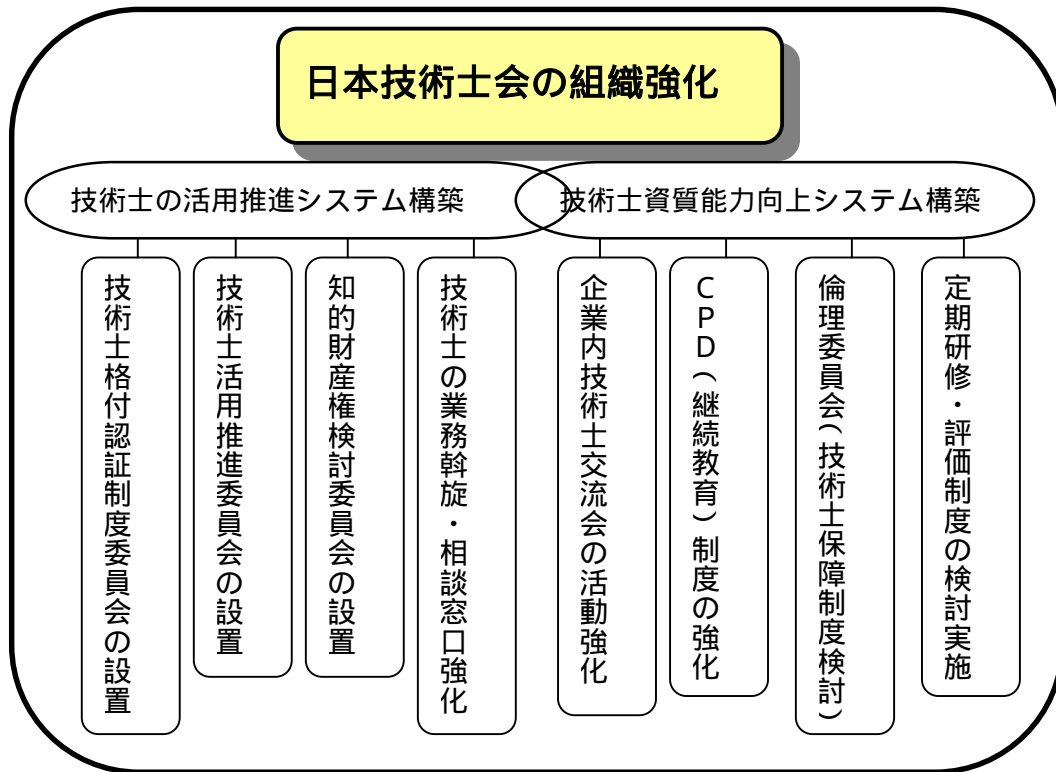 日本技術士会の組織強化
技術士の活用推進システム構築
技術士資質能力向上システム構築
技術士格付認証制度委員会の設置
技術士活用推進委員会の設置
知的財産権検討委員会の設置
技術士の業務斡旋・相談窓口強化
企業内技術士交流会の活動強化
CPD(継続教育)制度の強化
倫理委員会(技術士保障制度検討)
定期研修・評価制度の検討実施